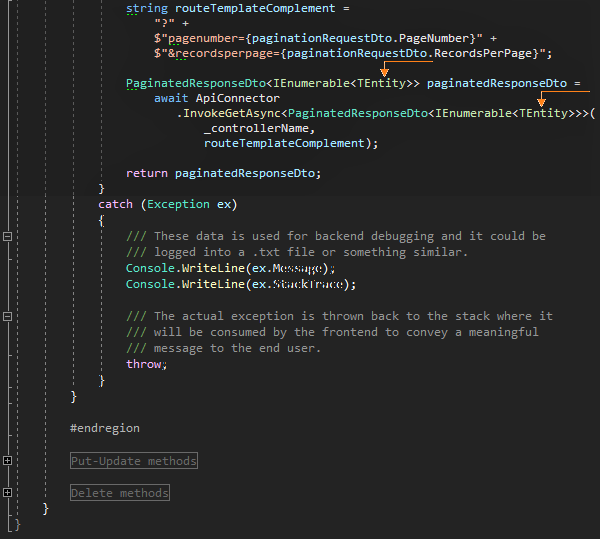 string routeTemplateComplement =
"?" +
$"pagenumber={paginationRequestDto.PageNumber}" +
$"&recordsperpage={paginationRequestDto.RecordsPerPage}";
PaginatedResponseDto<IEnumerable<TEntity>> paginatedResponseDto =
await ApiConnector
.InvokeGetAsync<PaginatedResponseDto<IEnumerable<TEntity>>>(
_controllerName,
routeTemplateComplement);
return paginatedResponseDto;
}
catch (Exception ex)
{
/// These data is used for backend debugging and it could be
/// logged into a .txt file or something similar.
Console.WriteLine(ex.Message);
Console.WriteLine(ex.StackTrace);
/// The actual exception is thrown back to the stack where it
/// will be consumed by the frontend to convey a meaningful
/// message to the end user.
throw;
}
}
#endregion
Put-Update methods
Delete methods
}
}